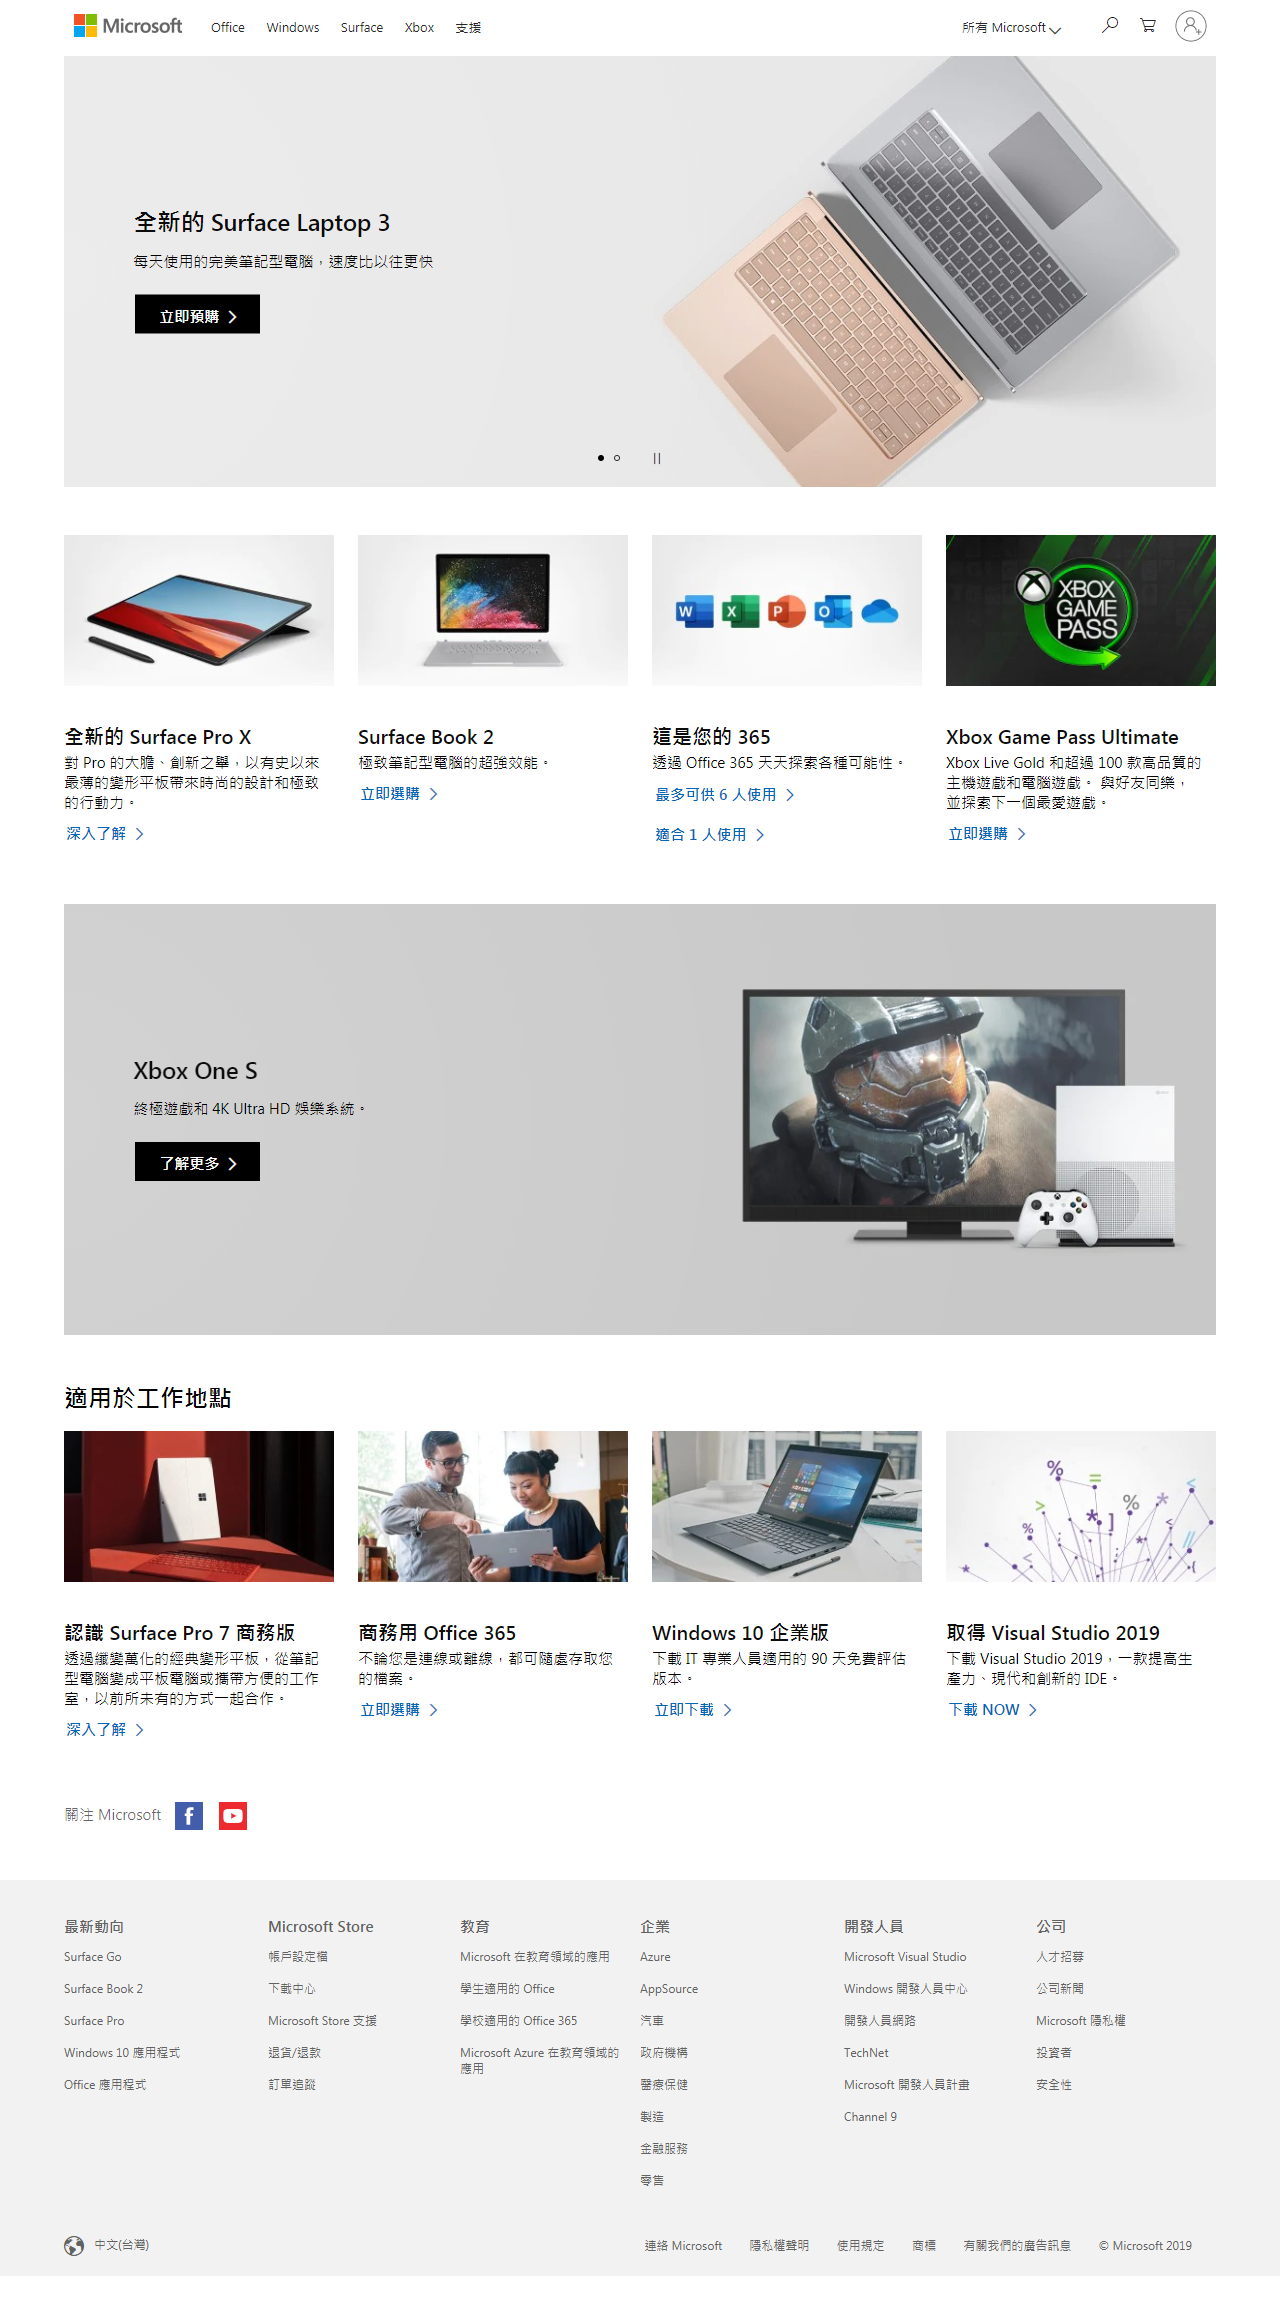 Microsoft
Office
Windows
Surface
Xbox
支援
所有 Microsoft
全新的 Surface Laptop 3
每天使用的完美筆記型電腦，速度比以往更快
立即預購
XBOX
GAME
PASS
全新的 Surface Pro X
對 Pro 的大膽、創新之舉，以有史以來
最薄的變形平板帶來時尚的設計和極致
的行動力。
深入了解
Surface Book 2
極致筆記型電腦的超強效能。
立即選購
這是您的 365
透過 Office 365 天天探索各種可能性。
最多可供 6 人使用
適合 1 人使用
Xbox Game Pass Ultimate
Xbox Live Gold 和超過 100 款高品質的
主機遊戲和電腦遊戲。 與好友同樂，
並探索下一個最愛遊戲。
立即選購
Xbox One S
終極遊戲和 4K Ultra HD 娛樂系統。
了解更多
適用於工作地點
認識 Surface Pro 7 商務版
透過纖變萬化的經典變形平板，從筆記
型電腦變成平板電腦或攜帶方便的工作
室，以前所未有的方式一起合作。
深入了解
商務用 Office 365
不論您是連線或離線，都可隨處存取您
的檔案。
立即選購
Windows 10 企業版
下載 IT 專業人員適用的 90 天免費評估
版本。
立即下載
取得 Visual Studio 2019
下載 Visual Studio 2019，一款提高生
產力、現代和創新的 IDE。
下載 NOW
關注 Microsoft
最新動向
Surface Go
Surface Book 2
Surface Pro
Windows 10 應用程式
Office 應用程式
Microsoft Store
帳戶設定檔
下載中心
Microsoft Store 支援
退貨/退款
訂單追蹤
教育
Microsoft 在教育領域的應用
學生適用的 Office
學校適用的 Office 365
Microsoft Azure 在教育領域的
應用
企業
Azure
AppSource
汽車
政府機構
醫療保健
製造
金融服務
零售
開發人員
Microsoft Visual Studio
Windows 開發人員中心
開發人員網路
TechNet
Microsoft 開發人員計畫
Channel 9
公司
人才招募
公司新聞
Microsoft 隱私權
投資者
安全性
中文(台灣)
連絡 Microsoft
隱私權聲明
使用規定
商標
有關我們的廣告訊息
© Microsoft 2019